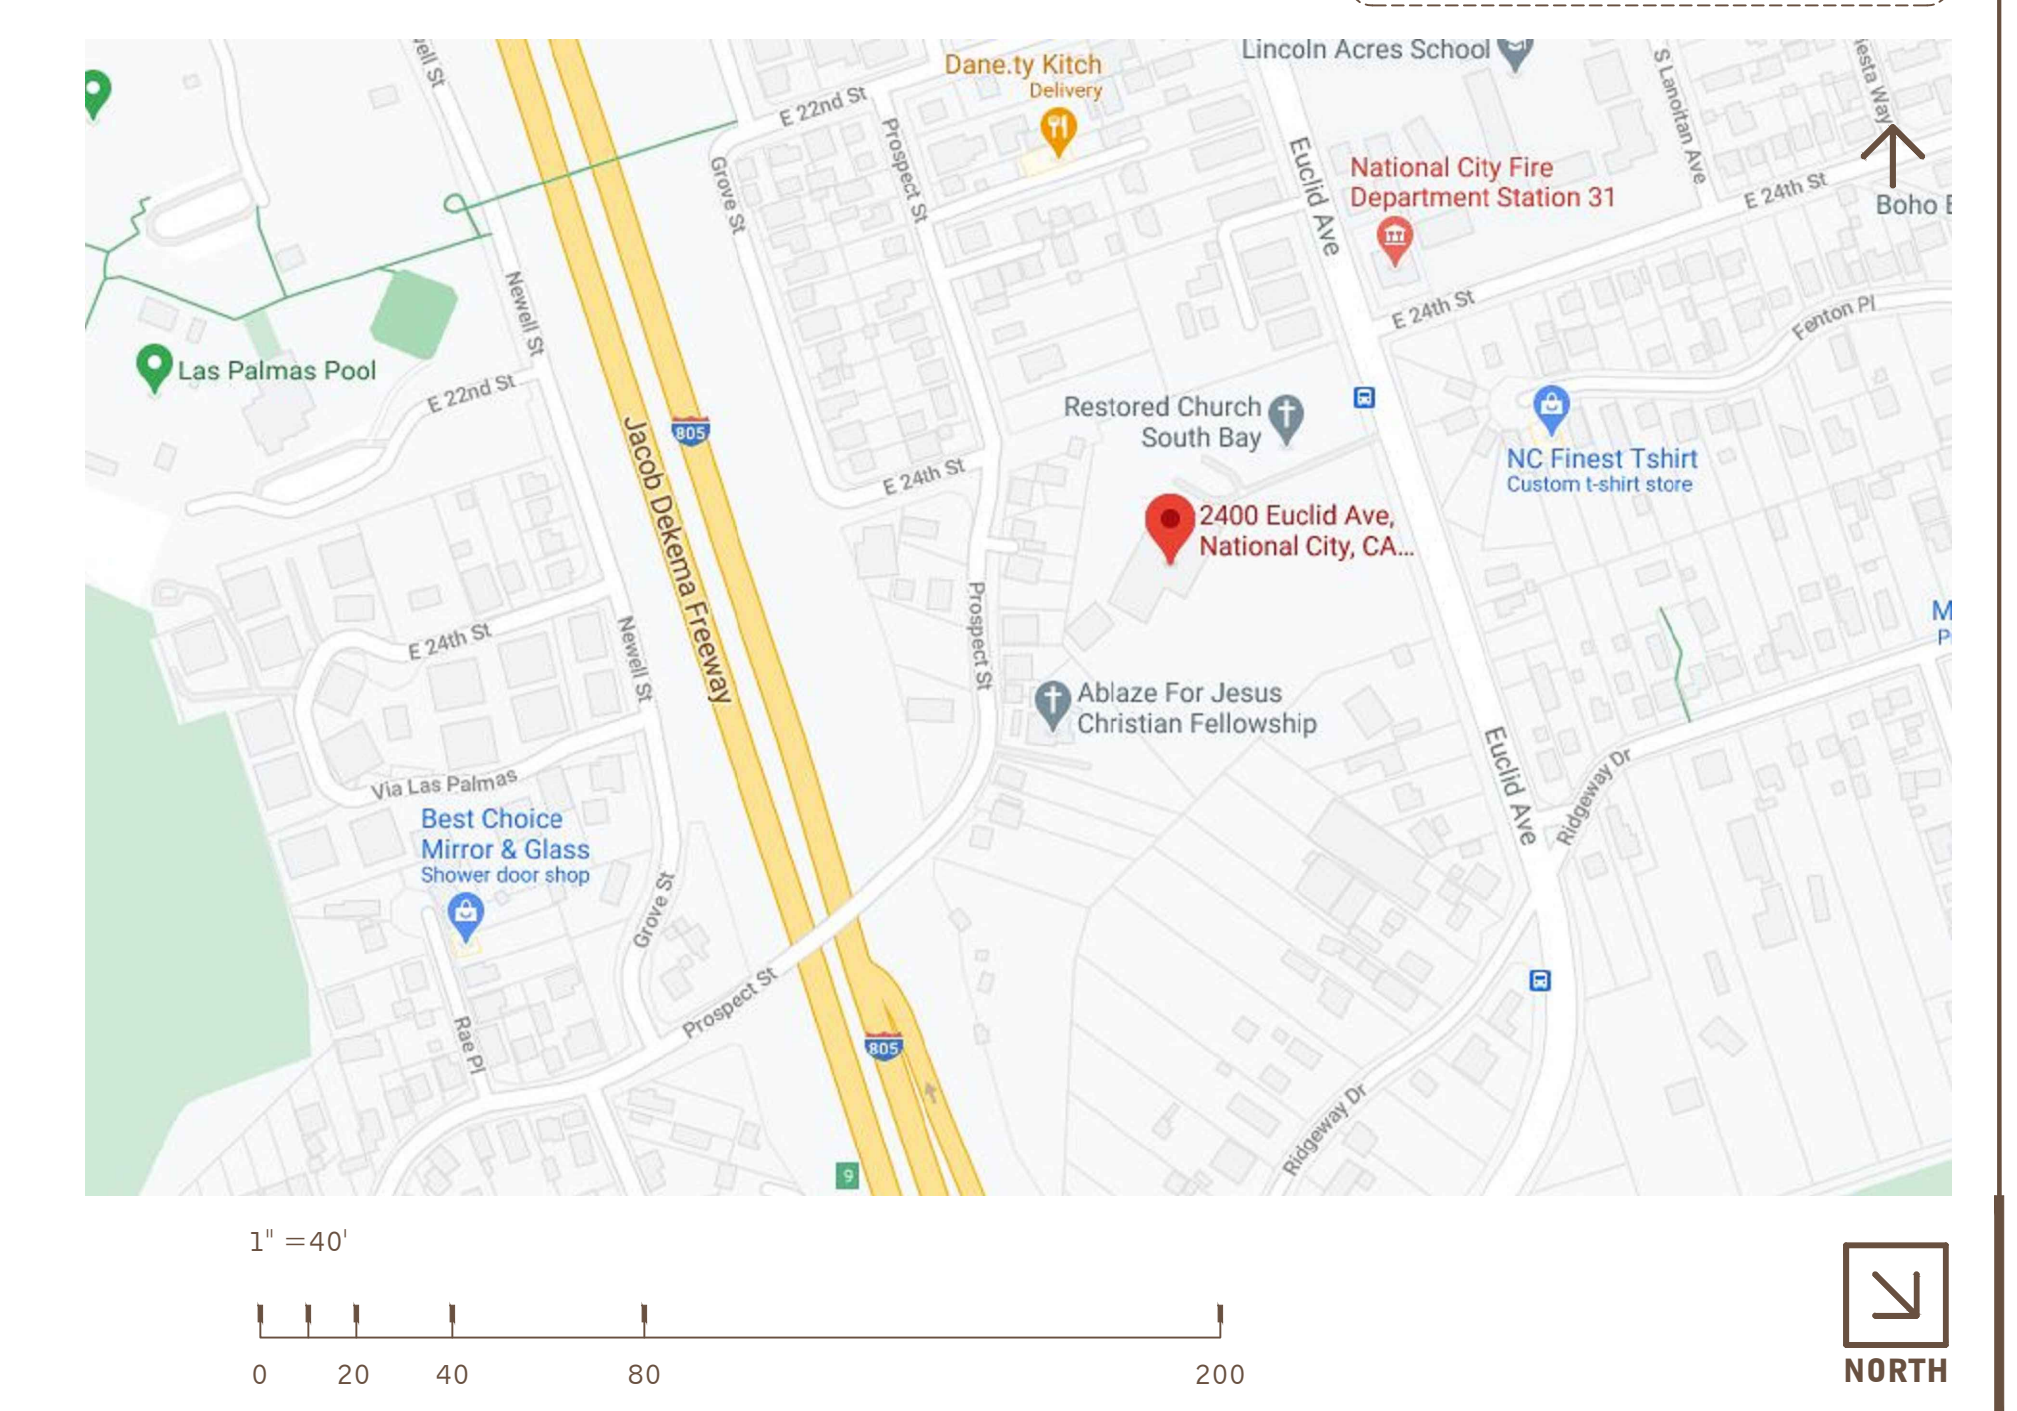 Lincoln Acres School
Dane.ty Kitch
Delivery
E 22nd St
Prospect St
Grove St
Euclid Ave
National City Fire
Department Station 31
S Lanoitan Ave
E 24th St
E 24th St
Fenton Pl
Newell St
Las Palmas Pool
E 22nd St
805
Jacob Dekema Freeway
Restored Church
South Bay
NC Finest Tshirt
Custom t-shirt store
E 24th St
2400 Euclid Ave,
National City, CA...
Prospect St
E 24th St
Newell St
Ablaze For Jesus
Christian Fellowship
Euclid Ave
Ridgeway Dr
Via Las Palmas
Best Choice
Mirror & Glass
Shower door shop
Grove St
Prospect St
Rae Pl
805
Ridgeway Dr
9
1" =40'
0 20 40 80 200
NORTH